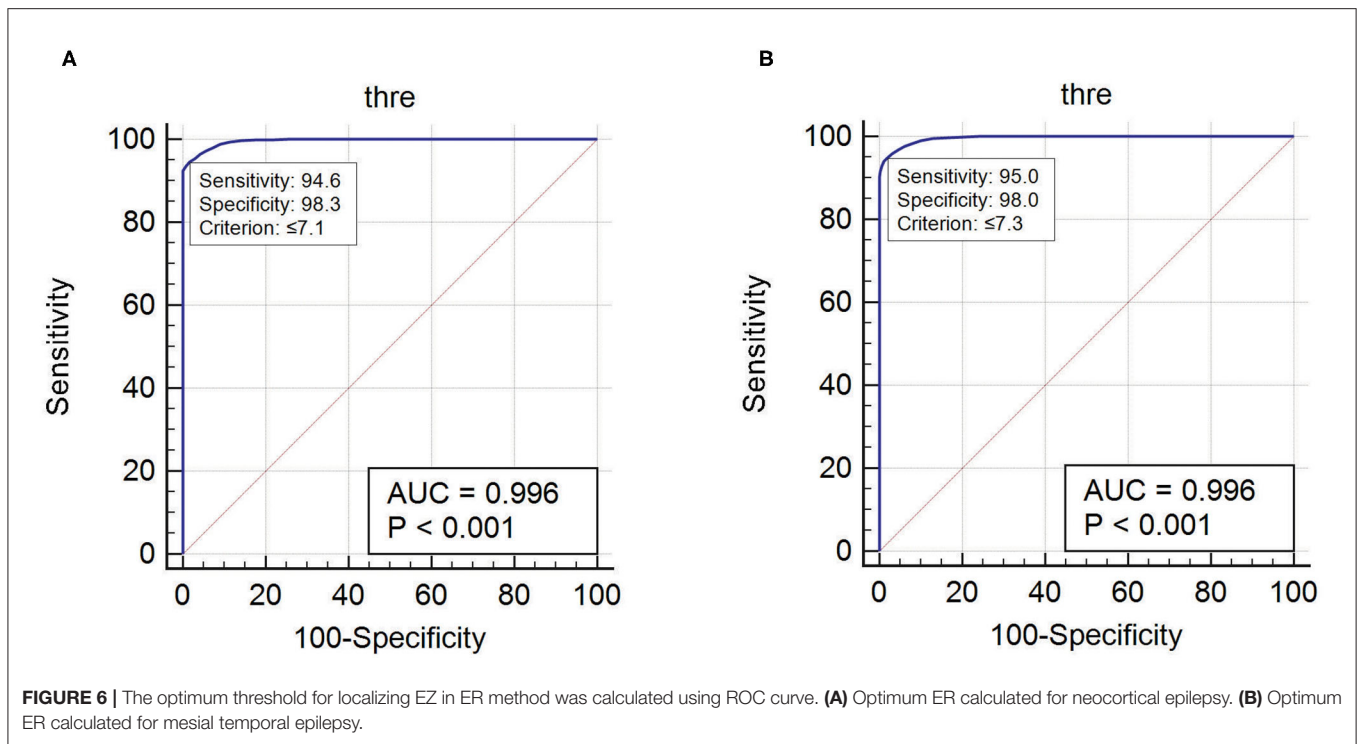 A
thre
100
80
60
40
20
0
Sensitivity
Sensitivity: 94.6
Specificity: 98.3
Criterion: ≤7.1
AUC = 0.996
P < 0.001
0 20 40 60 80 100
100-Specificity
B
thre
100
80
60
40
20
0
Sensitivity
Sensitivity: 95.0
Specificity: 98.0
Criterion: ≤7.3
AUC = 0.996
P < 0.001
0 20 40 60 80 100
100-Specificity
FIGURE 6 | The optimum threshold for localizing EZ in ER method was calculated using ROC curve. (A) Optimum ER calculated for neocortical epilepsy. (B) Optimum
ER calculated for mesial temporal epilepsy.